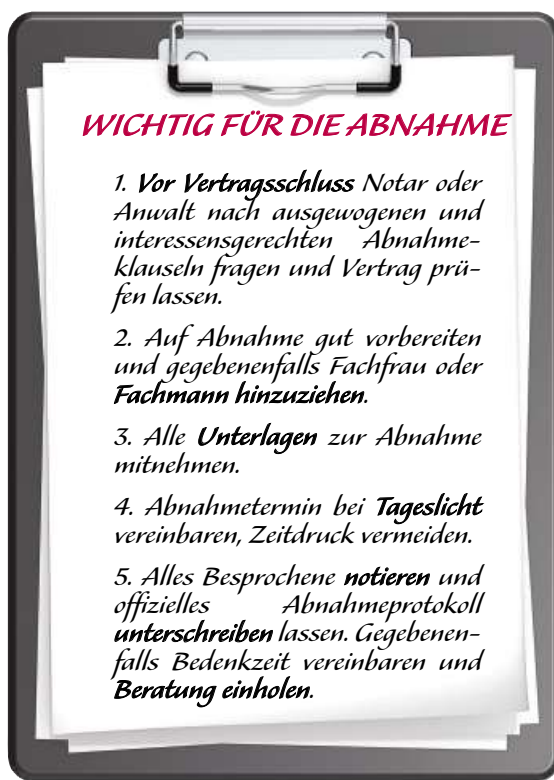 WICHTIG FÜR DIE ABNAHME
1. Vor Vertragsschluss Notar oder
Anwalt nach ausgewogenen und
interessensgerechten Abnahme-
klauseln fragen und Vertrag prü-
fen lassen.
2. Auf Abnahme gut vorbereiten
und gegebenenfalls Fachfrau oder
Fachmann hinzuziehen.
3. Alle Unterlagen zur Abnahme
mitnehmen.
4. Abnahmetermin bei Tageslicht
vereinbaren, Zeitdruck vermeiden.
5. Alles Besprochene notieren und
offizielles Abnahmeprotokoll
unterschreiben lassen. Gegebenen-
falls Bedenkzeit vereinbaren und
Beratung einholen.